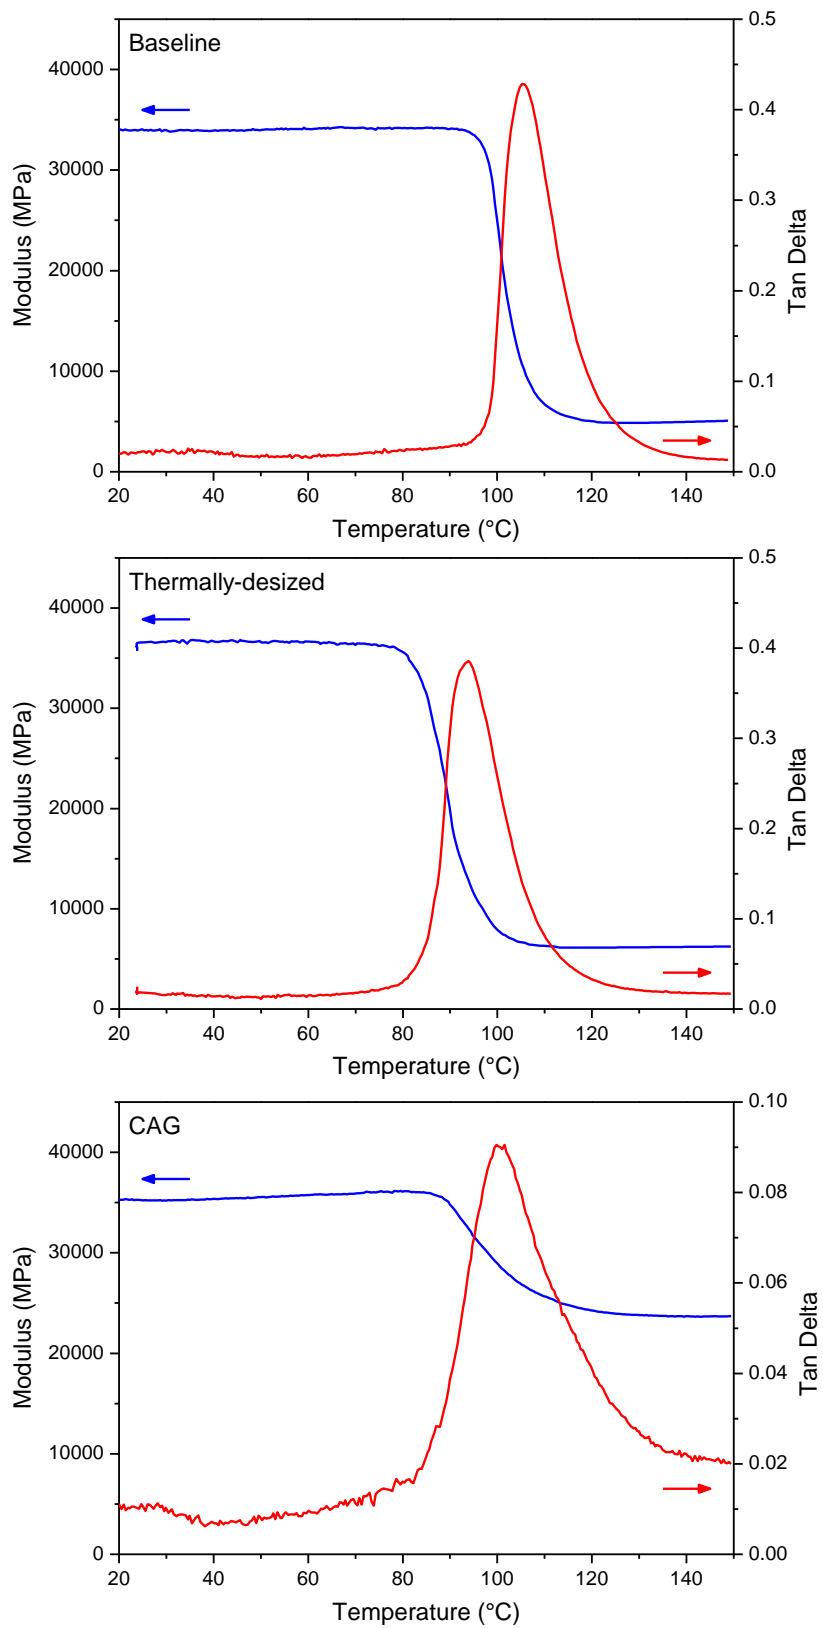 Baseline
Modulus (MPa)
40000
30000
20000
10000
0
0.5
0.4
0.3
0.2
0.1
0.0
Tan Delta
20 40 60 80 100 120 140
Temperature (°C)
Thermally-desized
Modulus (MPa)
40000
30000
20000
10000
0
0.5
0.4
0.3
0.2
0.1
0.0
Tan Delta
20 40 60 80 100 120 140
Temperature (°C)
CAG
Modulus (MPa)
40000
30000
20000
10000
0
0.10
0.08
0.06
0.04
0.02
0.00
Tan Delta
20 40 60 80 100 120 140
Temperature (°C)